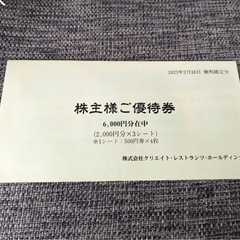 2023年2月28日 権利確定分
株主様ご優待券
6,000円分在中
(2,000円分×3シート)
※1シート：500円券×4枚
株式会社クリエイト・レストランツ・ホールディン